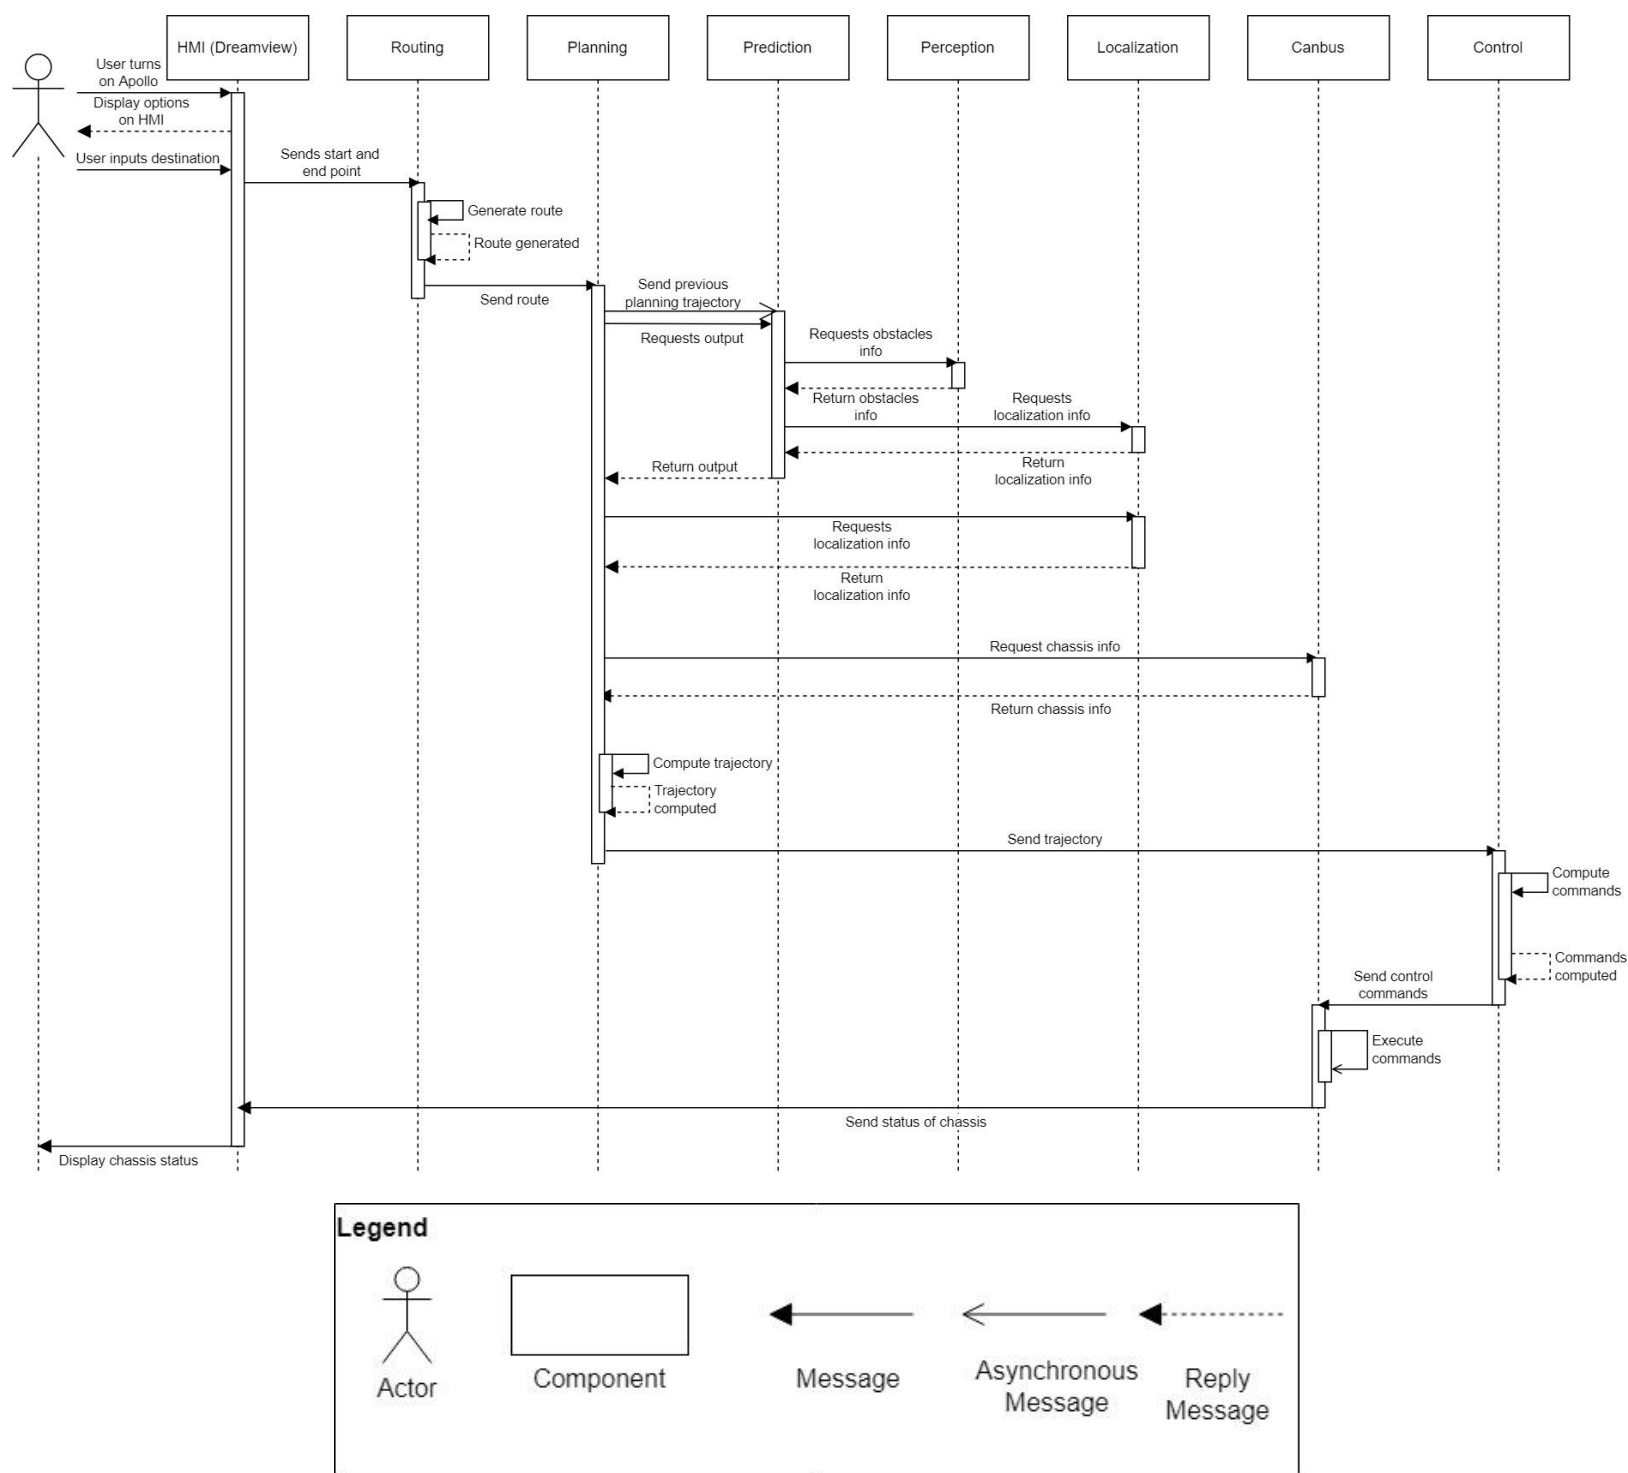 HMI (Dreamview)
Routing
Planning
Prediction
Perception
Localization
Canbus
Control
User turns
on Apollo
Display options
on HMI
User inputs destination
Sends start and
end point
Generate route
Route generated
Send route
Send previous
planning trajectory
Requests output
Requests obstacles
info
Return obstacles
info
Requests
localization info
Return
localization info
Return output
Requests
localization info
Return
localization info
Request chassis info
Return chassis info
Compute trajectory
Trajectory
computed
Send trajectory
Compute
commands
Commands
computed
Send control
commands
Execute
commands
Send status of chassis
Display chassis status
Legend
Actor
Component
Message
Asynchronous
Message
Reply
Message